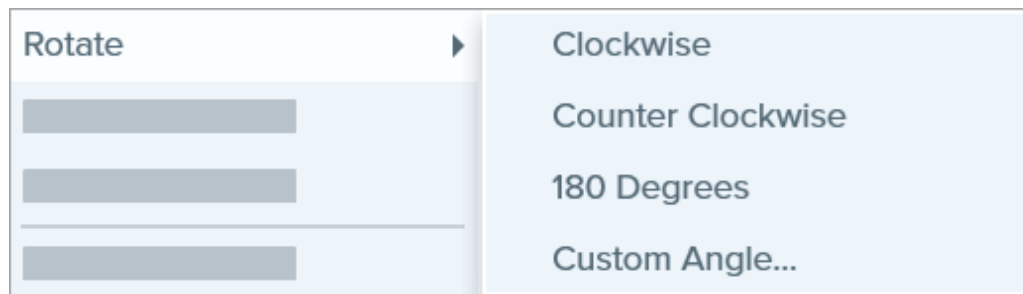 Rotate
Clockwise
Counter Clockwise
180 Degrees
Custom Angle...